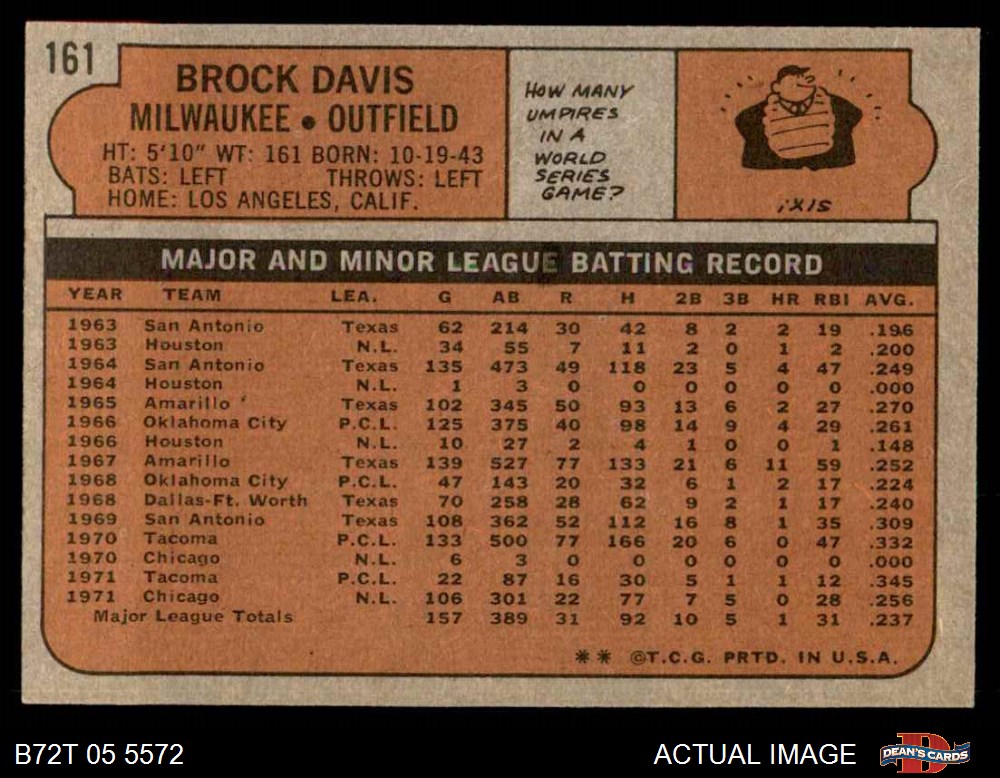 161
BROCK DAVIS
MILWAUKEE • OUTFIELD
HT: 5'10" WT: 161 BORN: 10-19-43
BATS: LEFT THROWS: LEFT
HOME: LOS ANGELES, CALIF.
HOW MANY
UMPIRES
IN A
WORLD
SERIES
GAME?
¡XIS
MAJOR AND MINOR LEAGUE BATTING RECORD
YEAR TEAM LEA. G AB R H 2B 3B HR RBI AVG.
1963 San Antonio Texas 62 214 30 42 8 2 2 19 .196
1963 Houston N.L. 34 55 7 11 2 0 1 2 .200
1964 San Antonio Texas 135 473 49 118 23 5 4 47 .249
1964 Houston N.L. 1 3 0 0 0 0 0 0 .000
1965 Amarillo Texas 102 345 50 93 13 6 2 27 .270
1966 Oklahoma City P.C.L. 125 375 40 98 14 9 4 29 .261
1966 Houston N.L. 10 27 2 4 1 0 0 1 .148
1967 Amarillo Texas 139 527 77 133 21 6 11 59 .252
1968 Oklahoma City P.C.L. 47 143 20 32 6 1 2 17 .224
1968 Dallas-Ft. Worth Texas 70 258 28 62 9 2 1 17 .240
1969 San Antonio Texas 108 362 52 112 16 8 1 35 .309
1970 Tacoma P.C.L. 133 500 77 166 20 6 0 47 .332
1970 Chicago N.L. 6 3 0 0 0 0 0 0 .000
1971 Tacoma P.C.L. 22 87 16 30 5 1 1 12 .345
1971 Chicago N.L. 106 301 22 77 7 5 0 28 .256
Major League Totals 157 389 31 92 10 5 1 31 .237
** ©T.C.G. PRTD. IN U.S.A.
B72T 05 5572
ACTUAL IMAGE
DEAN'S CARDS